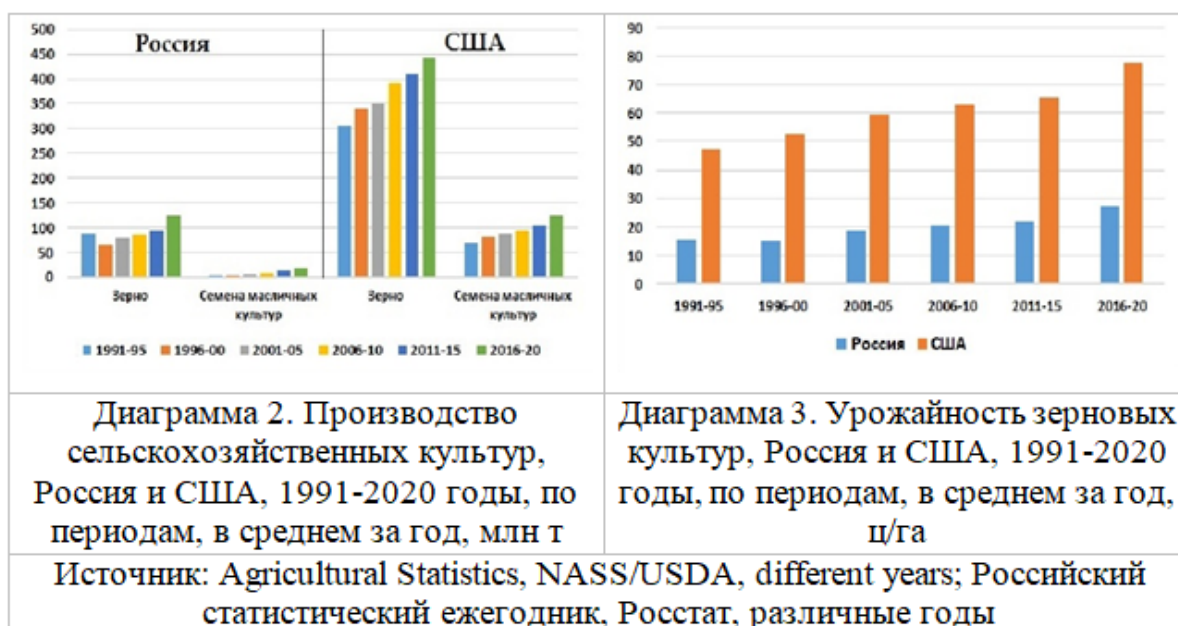 500
450
400
350
300
250
200
150
100
50
0
Россия
США
Зерно
Семена масличных
культур
Зерно
Семена масличных
культур
1991-95 1996-00 2001-05 2006-10 2011-15 2016-20
90
80
70
60
50
40
30
20
10
0
1991-95 1996-00 2001-05 2006-10 2011-15 2016-20
Россия США
Диаграмма 2. Производство
сельскохозяйственных культур,
Россия и США, 1991-2020 годы, по
периодам, в среднем за год, млн т
Диаграмма 3. Урожайность зерновых
культур, Россия и США, 1991-2020
годы, по периодам, в среднем за год,
ц/га
Источник: Agricultural Statistics, NASS/USDA, different years; Российский
статистический ежегодник, Росстат, различные годы